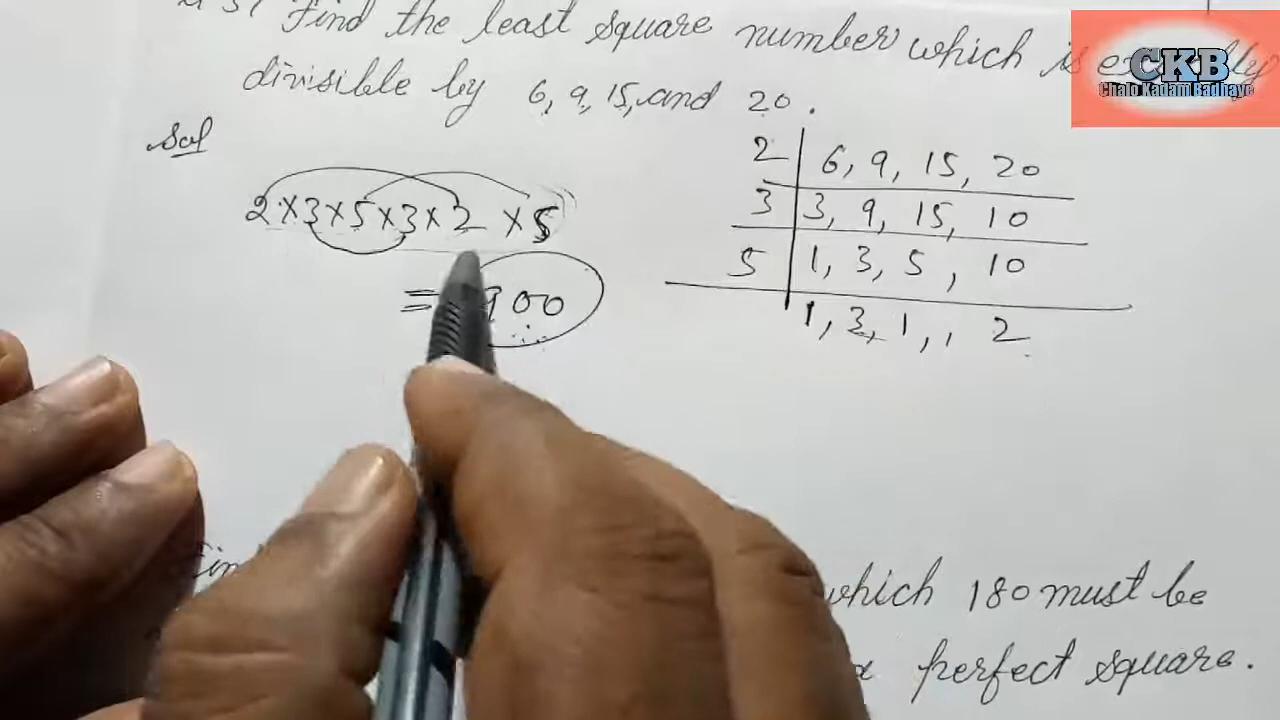 Find the least square number which is exactly
divisible by 6, 9, 15, and 20.
Sol
2×3×5×3×2×5
= 900
2 | 6, 9, 15, 20
3 | 3, 9, 15, 10
5 | 1, 3, 5, 10
1, 3, 1, , 2
which 180 must be
perfect square.
CKB
Chalo Kadam Badhaye